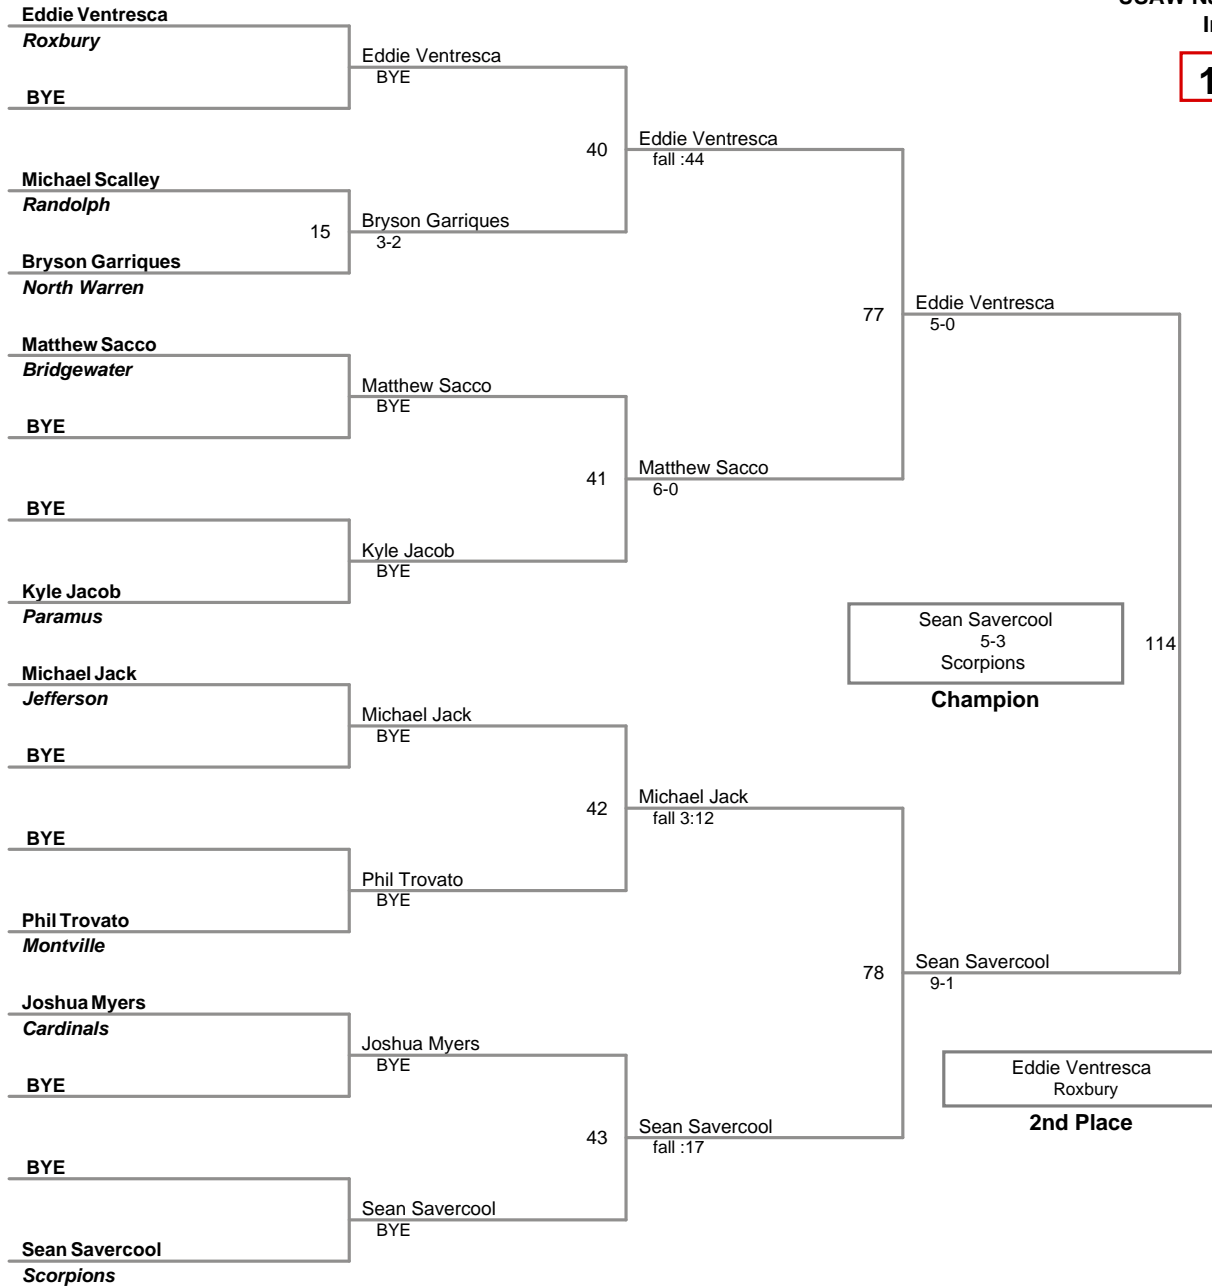 Eddie Ventresca
Roxbury
BYE
Michael Scalley
Randolph
Bryson Garriques
North Warren
Matthew Sacco
Bridgewater
BYE
BYE
Kyle Jacob
Paramus
Michael Jack
Jefferson
BYE
BYE
Phil Trovato
Montville
Joshua Myers
Cardinals
BYE
BYE
Sean Savercool
Scorpions
Eddie Ventresca
BYE
15
Bryson Garriques
3-2
Matthew Sacco
BYE
Kyle Jacob
BYE
Michael Jack
BYE
Phil Trovato
BYE
Joshua Myers
BYE
Sean Savercool
BYE
40
Eddie Ventresca
fall :44
41
Matthew Sacco
6-0
42
Michael Jack
fall 3:12
43
Sean Savercool
fall :17
77
Eddie Ventresca
5-0
78
Sean Savercool
9-1
114
Sean Savercool
5-3
Scorpions
Champion
Eddie Ventresca
Roxbury
2nd Place
1